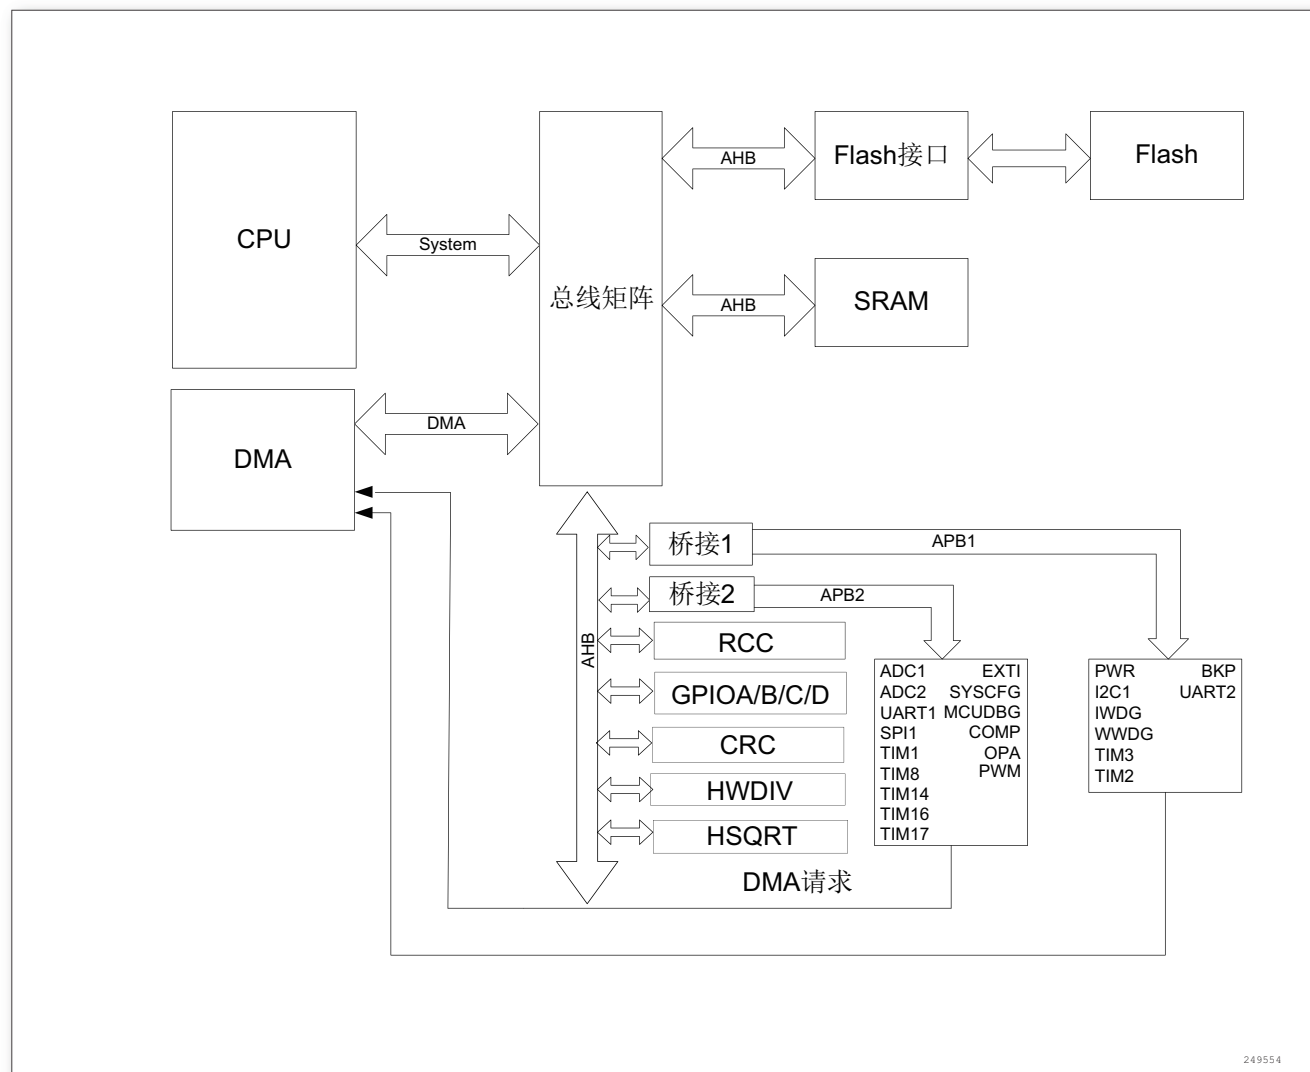 CPU
System
总线矩阵
AHB
Flash接口
Flash
AHB
SRAM
DMA
DMA
AHB
桥接1
APB1
桥接2
APB2
RCC
GPIOA/B/C/D
CRC
HWDIV
HSQRT
ADC1 EXTI
ADC2 SYSCFG
UART1 MCUDBG
SPI1 COMP
TIM1 OPA
TIM8 PWM
TIM14
TIM16
TIM17
PWR BKP
I2C1 UART2
IWDG
WWDG
TIM3
TIM2
DMA请求
249554